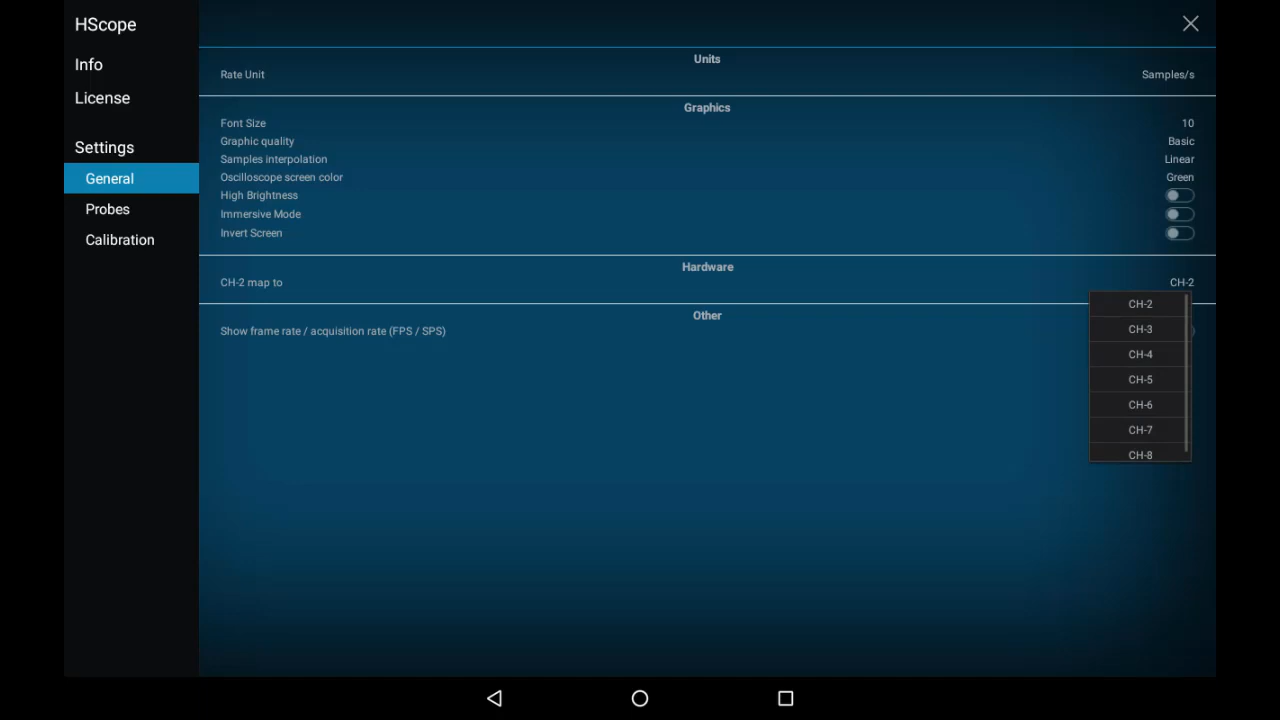 HScope
Info
License
Settings
General
Probes
Calibration
Units
Rate Unit Samples/s
Graphics
Font Size 10
Graphic quality Basic
Samples interpolation Linear
Oscilloscope screen color Green
High Brightness
Immersive Mode
Invert Screen
Hardware
CH-2 map to CH-2
Other
Show frame rate / acquisition rate (FPS / SPS)
CH-2
CH-3
CH-4
CH-5
CH-6
CH-7
CH-8